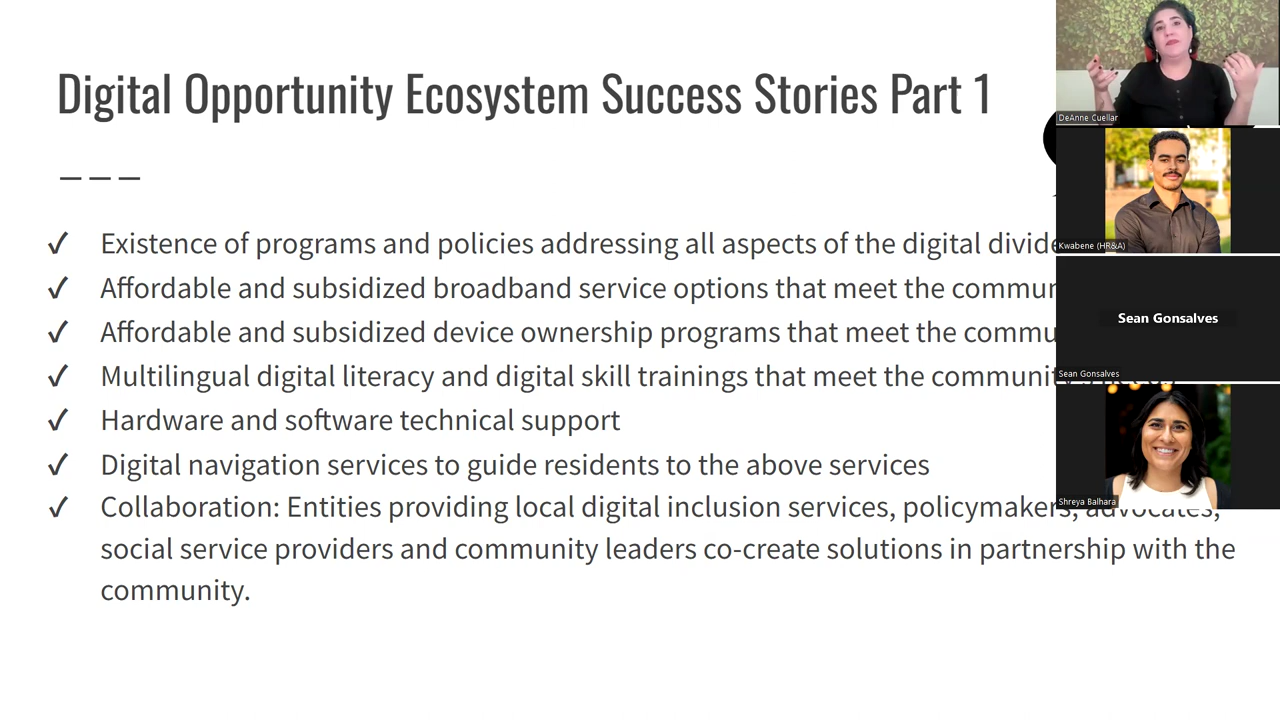 Digital Opportunity Ecosystem Success Stories Part 1
✓ Existence of programs and policies addressing all aspects of the digital divide
✓ Affordable and subsidized broadband service options that meet the
✓ Affordable and subsidized device ownership programs that meet the
✓ Multilingual digital literacy and digital skill trainings that meet the community's
✓ Hardware and software technical support
✓ Digital navigation services to guide residents to the above services
✓ Collaboration: Entities providing local digital inclusion services, policymakers, advocates,
social service providers and community leaders co-create solutions in partnership with the
community.
DeAnne Cuellar
Kwabene (HR&A)
Sean Gonsalves
Sean Gonsalves
Shreya Balhara